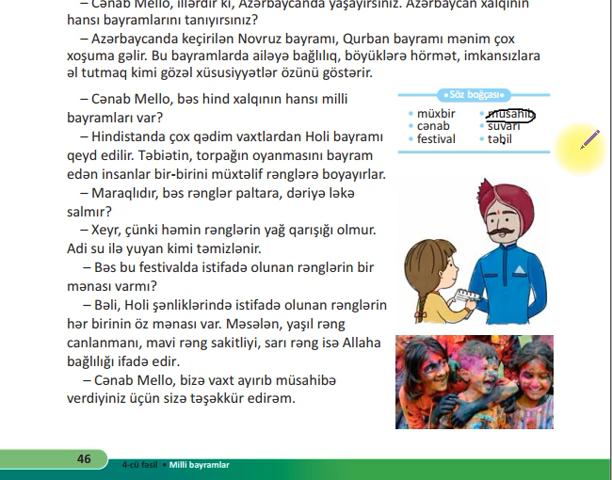 – Cənab Mello, illərdir ki, Azərbaycanda yaşayırsınız. Azərbaycan xalqının
hansı bayramlarını tanıyırsınız?
– Azərbaycanda keçirilən Novruz bayramı, Qurban bayramı mənim çox
xoşuma gəlir. Bu bayramlarda ailəyə bağlılıq, böyüklərə hörmət, imkansızlara
əl tutmaq kimi gözəl xüsusiyyətlər özünü göstərir.
– Cənab Mello, bəs hind xalqının hansı milli
bayramları var?
– Hindistanda çox qədim vaxtlardan Holi bayramı
qeyd edilir. Təbiətin, torpağın oyanmasını bayram
edən insanlar bir-birini müxtəlif rənglərə boyayırlar.
– Maraqlıdır, bəs rənglər paltara, dəriyə ləkə
salmır?
– Xeyr, çünki həmin rənglərin yağ qarışığı olmur.
Adi su ilə yuyan kimi təmizlənir.
– Bəs bu festivalda istifadə olunan rənglərin bir
mənası varmı?
– Bəli, Holi şənliklərində istifadə olunan rənglərin
hər birinin öz mənası var. Məsələn, yaşıl rəng
canlanmanı, mavi rəng sakitliyi, sarı rəng isə Allaha
bağlılığı ifadə edir.
– Cənab Mello, bizə vaxt ayırıb müsahibə
verdiyiniz üçün sizə təşəkkür edirəm.
•Söz boğçası•
• müxbir
• cənab
• festival
• müsahib
• süvari
• təbil
46
4-cü fəsil • Milli bayramlar